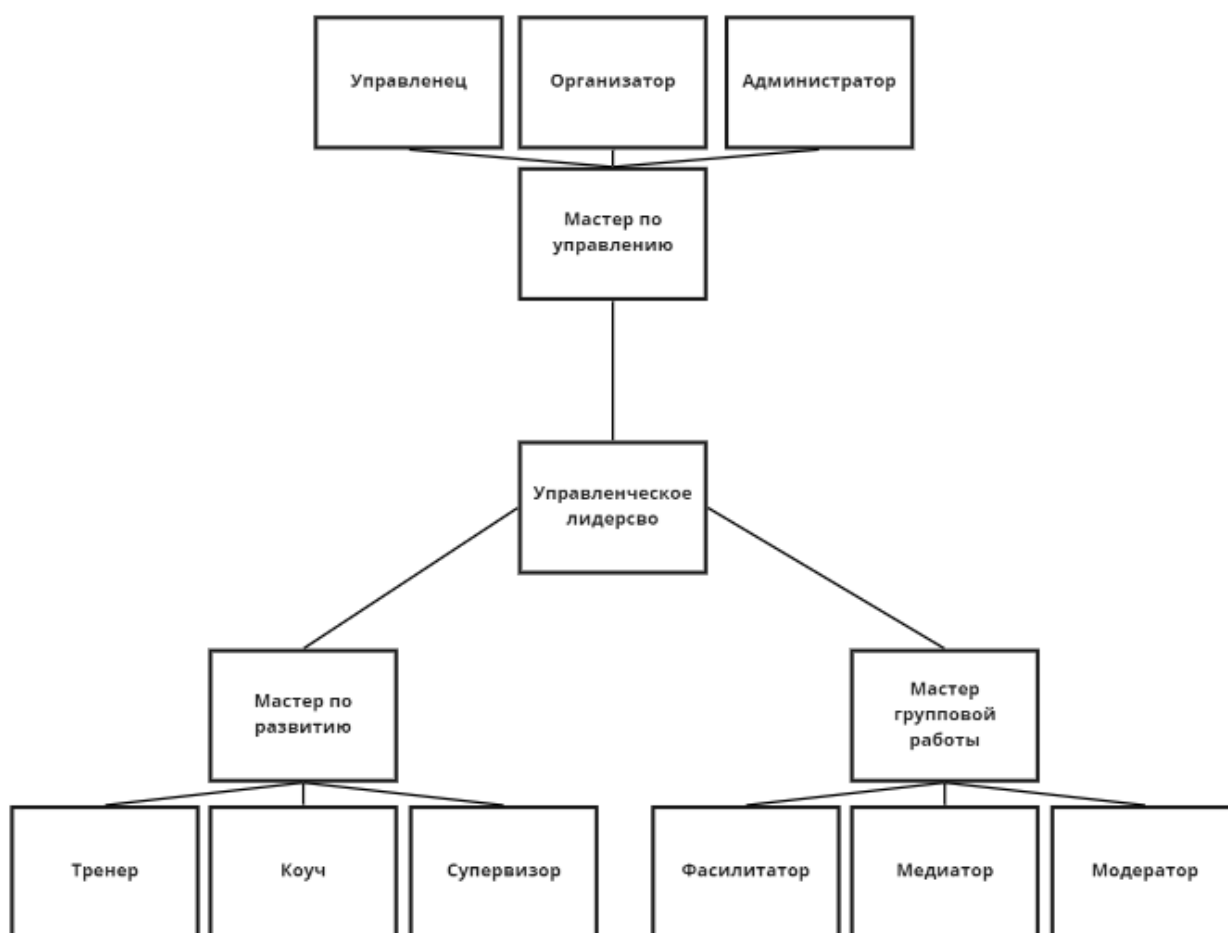 Управленец
Организатор
Администратор
Мастер по
управлению
Управленческое
лидерсво
Мастер по
развитию
Мастер
групповой
работы
Тренер
Коуч
Супервизор
Фасилитатор
Медиатор
Модератор